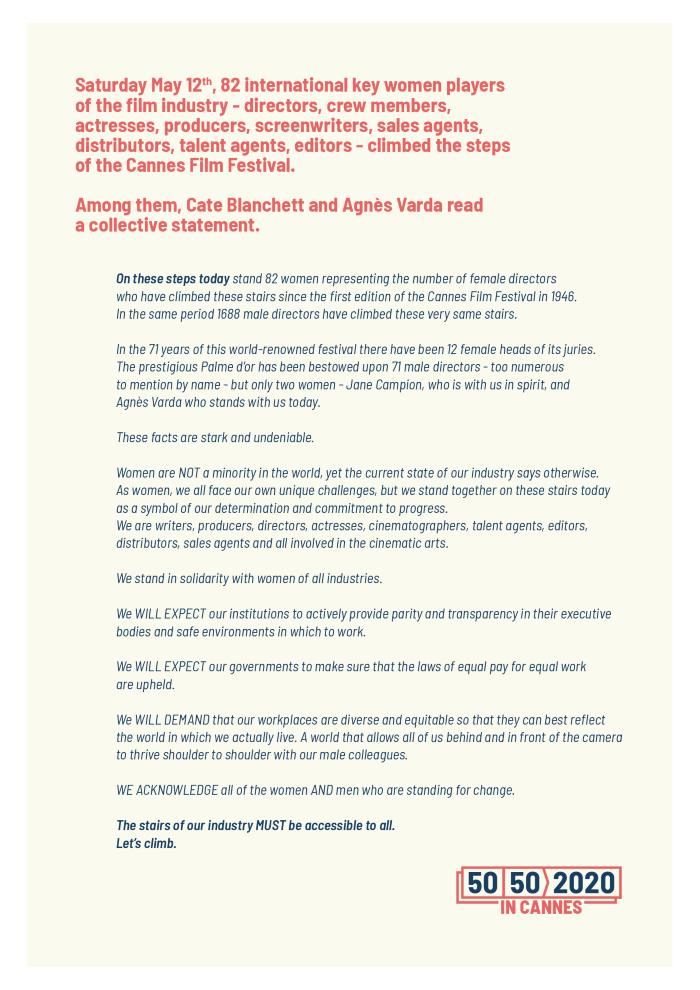 Saturday May 12th, 82 international key women players
of the film industry - directors, crew members,
actresses, producers, screenwriters, sales agents,
distributors, talent agents, editors - climbed the steps
of the Cannes Film Festival.
Among them, Cate Blanchett and Agnès Varda read
a collective statement.
On these steps today stand 82 women representing the number of female directors
who have climbed these stairs since the first edition of the Cannes Film Festival in 1946.
In the same period 1688 male directors have climbed these very same stairs.
In the 71 years of this world-renowned festival there have been 12 female heads of its juries.
The prestigious Palme d'or has been bestowed upon 71 male directors - too numerous
to mention by name - but only two women - Jane Campion, who is with us in spirit, and
Agnès Varda who stands with us today.
These facts are stark and undeniable.
Women are NOT a minority in the world, yet the current state of our industry says otherwise.
As women, we all face our own unique challenges, but we stand together on these stairs today
as a symbol of our determination and commitment to progress.
We are writers, producers, directors, actresses, cinematographers, talent agents, editors,
distributors, sales agents and all involved in the cinematic arts.
We stand in solidarity with women of all industries.
We WILL EXPECT our institutions to actively provide parity and transparency in their executive
bodies and safe environments in which to work.
We WILL EXPECT our governments to make sure that the laws of equal pay for equal work
are upheld.
We WILL DEMAND that our workplaces are diverse and equitable so that they can best reflect
the world in which we actually live. A world that allows all of us behind and in front of the camera
to thrive shoulder to shoulder with our male colleagues.
WE ACKNOWLEDGE all of the women AND men who are standing for change.
The stairs of our industry MUST be accessible to all.
Let's climb.
50 50 2020
IN CANNES